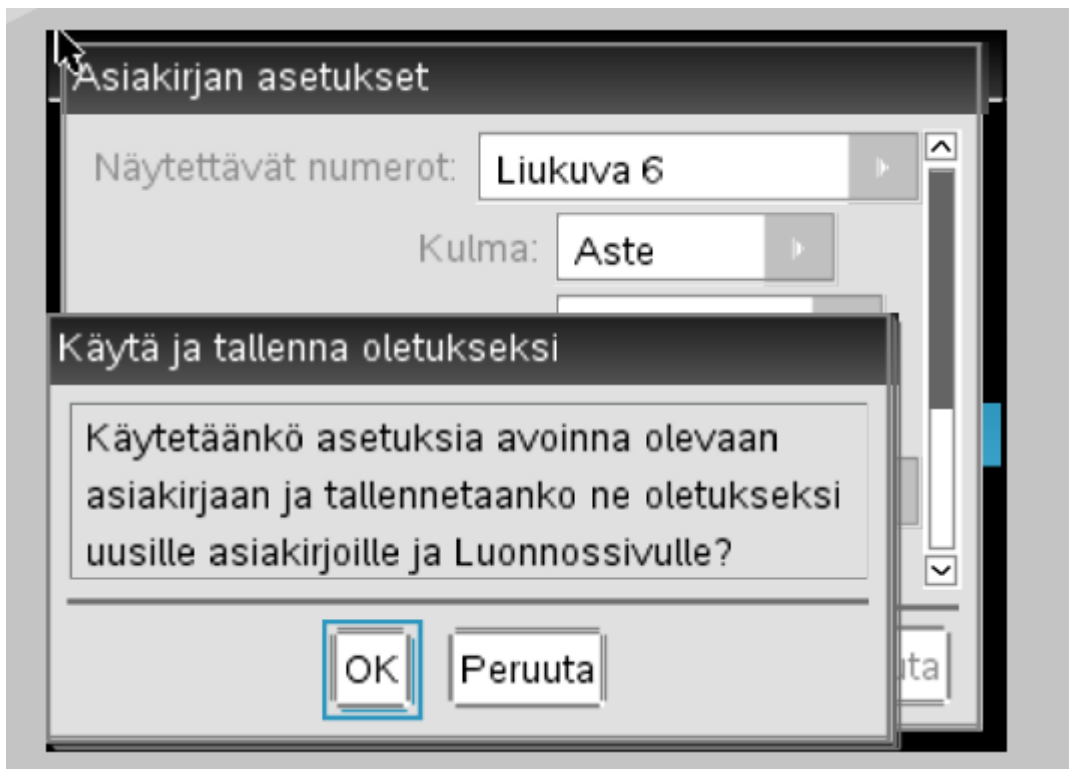 Asiakirjan asetukset
Näytettävät numerot: Liukuva 6
Kulma: Aste
Käytä ja tallenna oletukseksi
Käytetäänkö asetuksia avoinna olevaan
asiakirjaan ja tallennetaanko ne oletukseksi
uusille asiakirjoille ja Luonnossivulle?
OK Peruuta